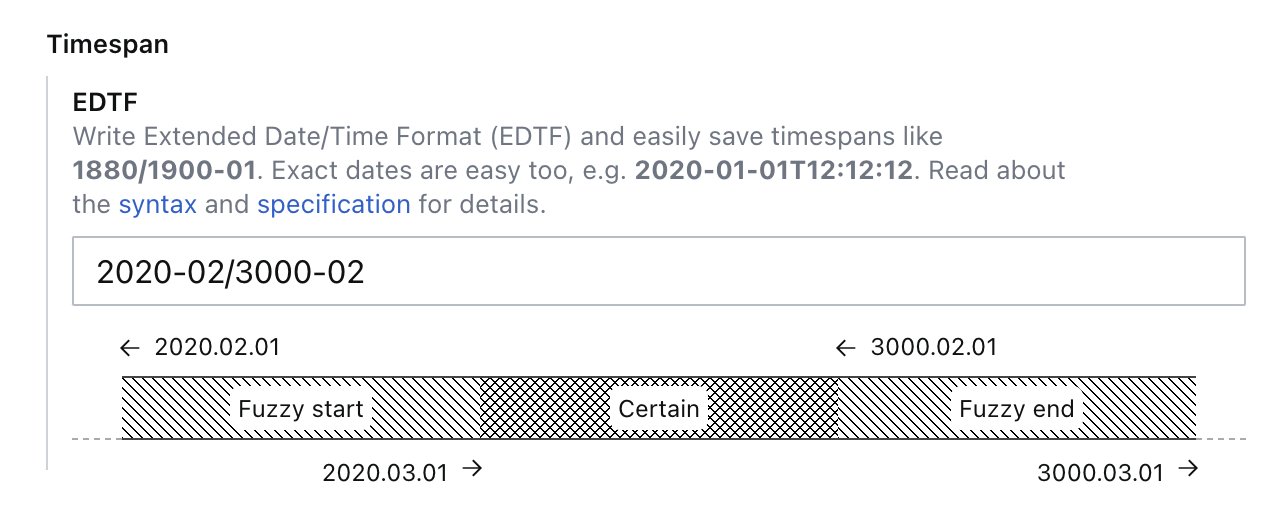 Timespan
EDTF
Write Extended Date/Time Format (EDTF) and easily save timespans like
1880/1900-01. Exact dates are easy too, e.g. 2020-01-01T12:12:12. Read about
the syntax and specification for details.
2020-02/3000-02
← 2020.02.01 ← 3000.02.01
Fuzzy start Certain Fuzzy end
2020.03.01 → 3000.03.01 →